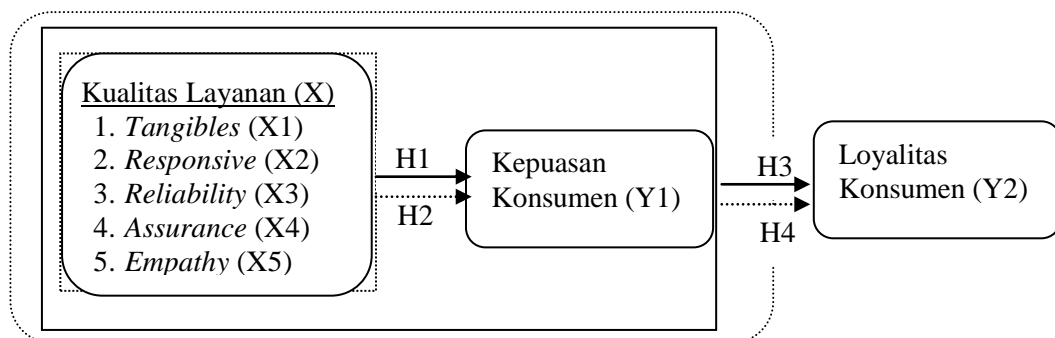 Kualitas Layanan (X)
1. Tangibles (X1)
2. Responsive (X2)
3. Reliability (X3)
4. Assurance (X4)
5. Empathy (X5)
H1
H2
Kepuasan
Konsumen (Y1)
H3
H4
Loyalitas
Konsumen (Y2)